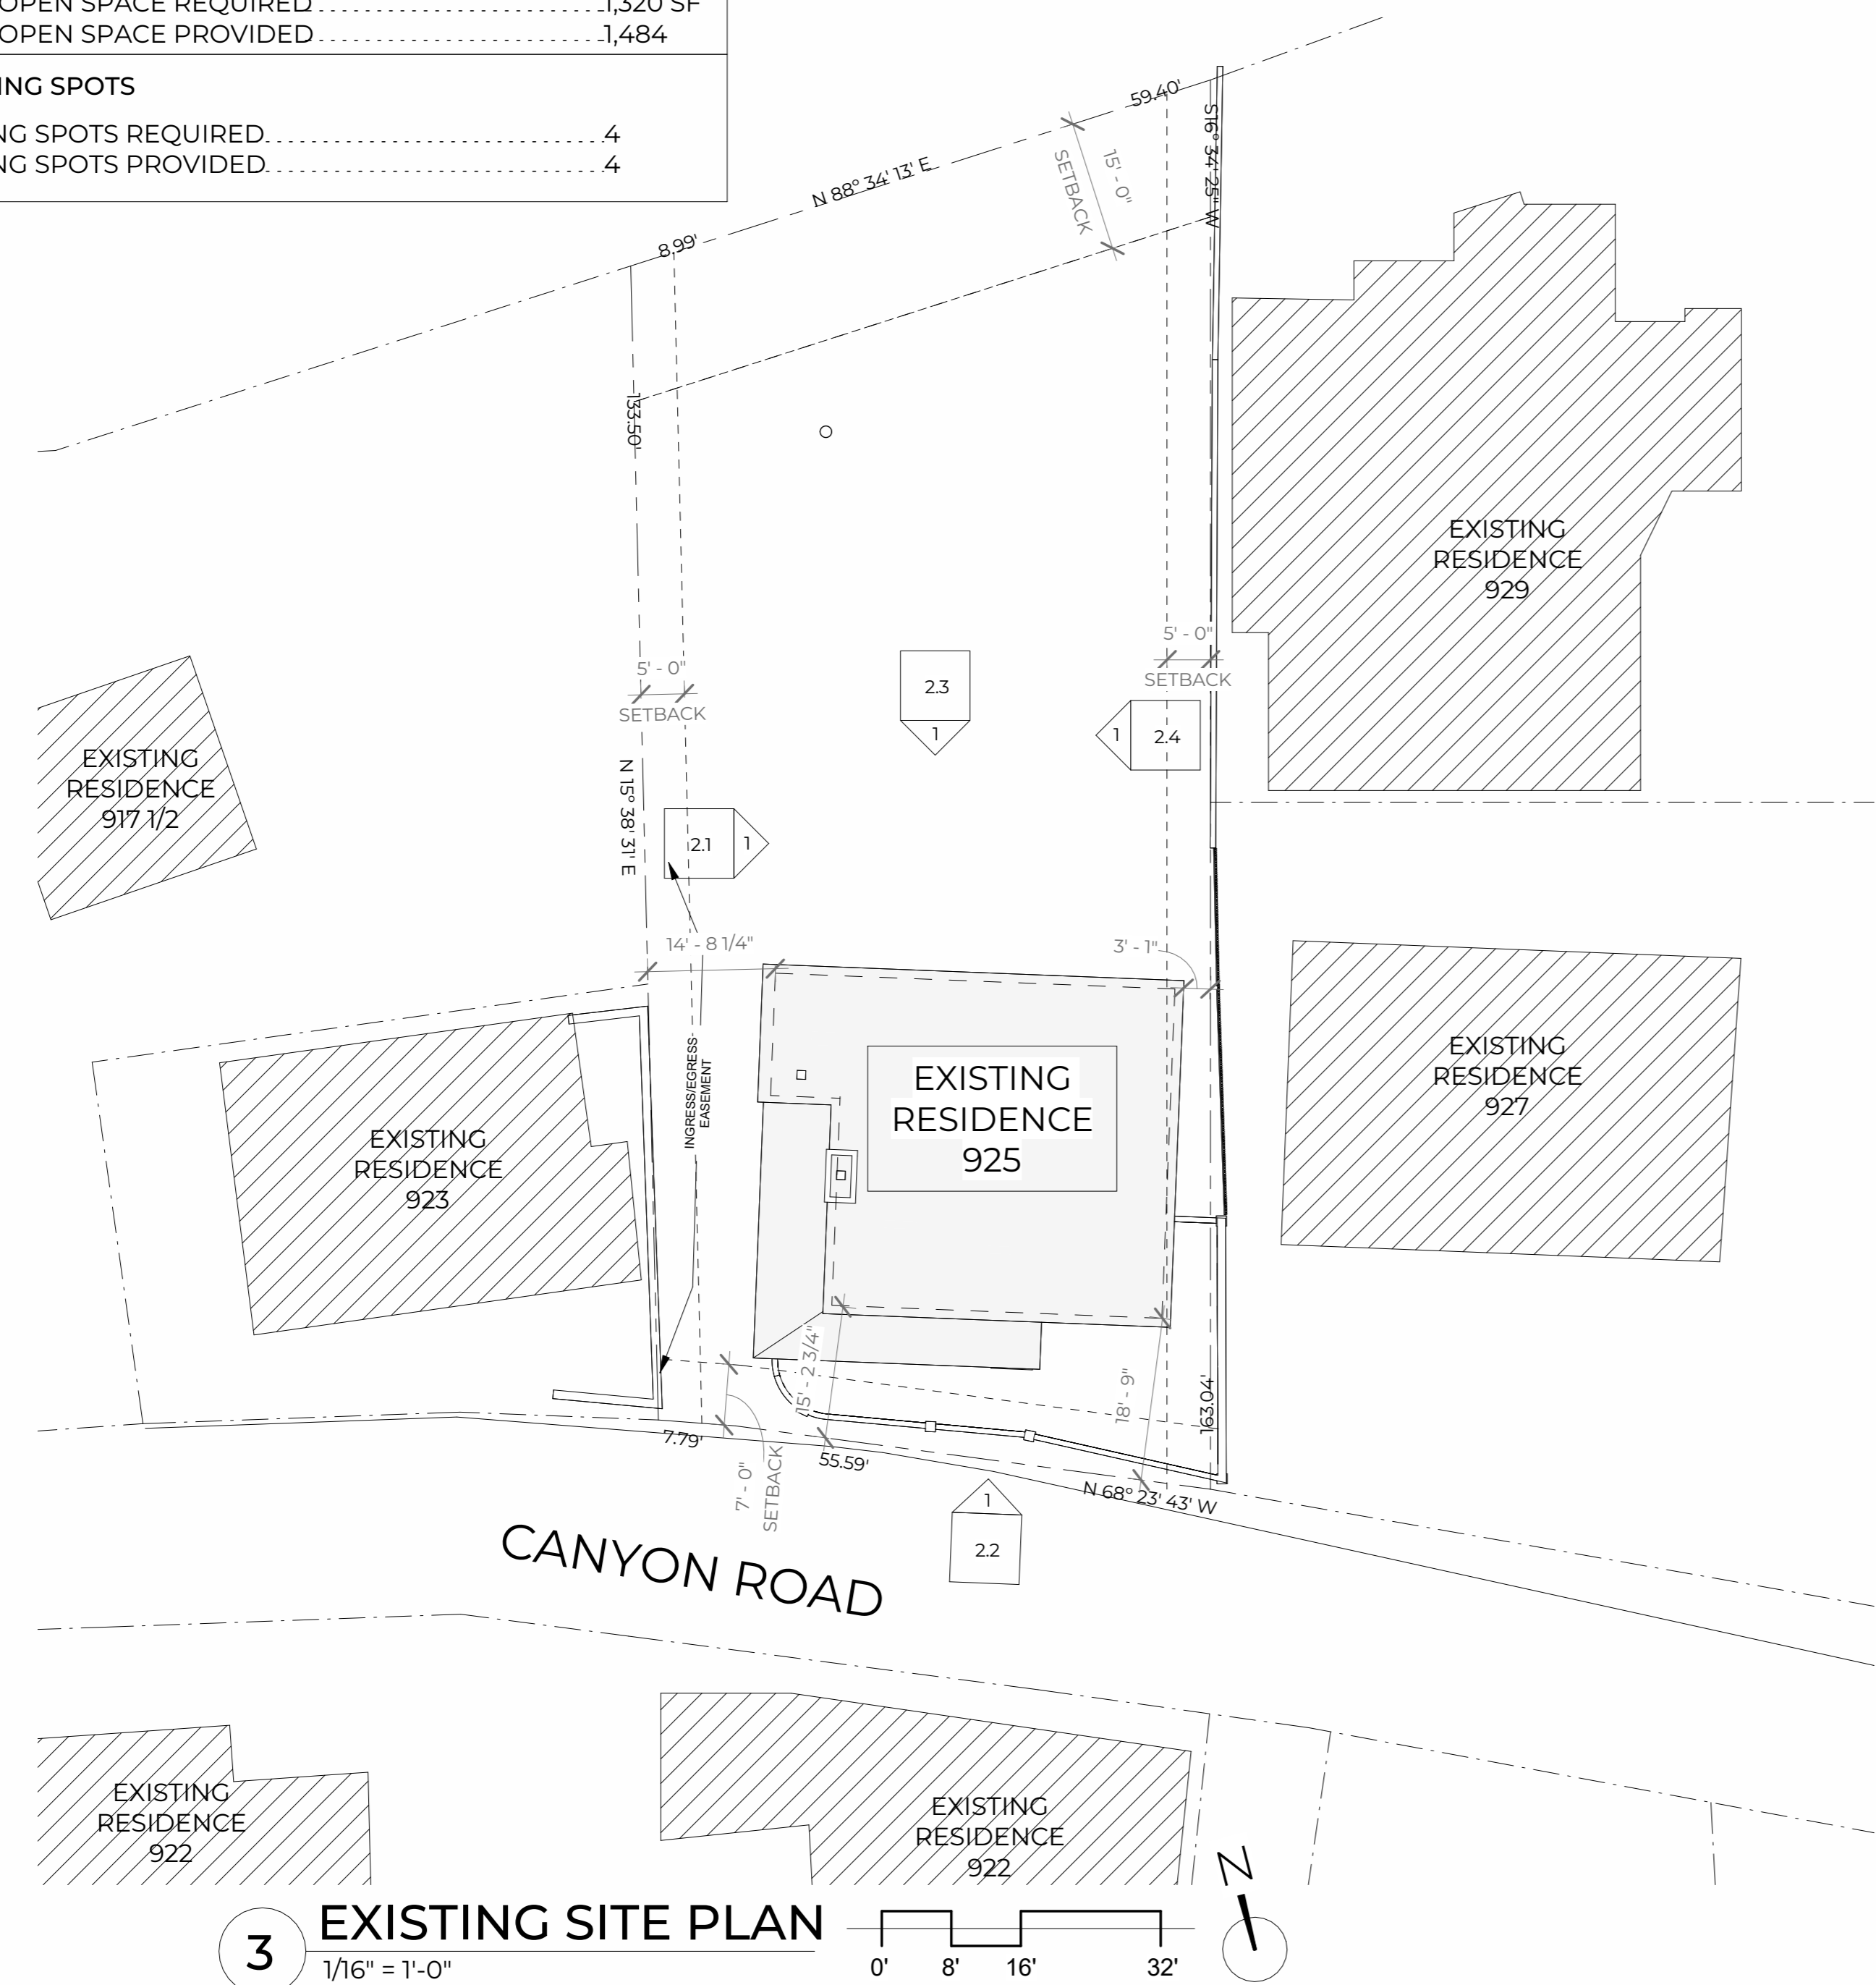 OPEN SPACE REQUIRED 1,320 SF
OPEN SPACE PROVIDED 1,484
ING SPOTS
NG SPOTS REQUIRED 4
NG SPOTS PROVIDED 4
59.40'
S16° 34' 25" W
N 88° 34' 13' E
15' - 0"
SETBACK
8.99'
133.50'
EXISTING
RESIDENCE
929
5' - 0"
SETBACK
5' - 0"
SETBACK
2.3
1
1
2.4
EXISTING
RESIDENCE
917 1/2
N 15° 38' 31' E
2.1
1
14' - 8 1/4"
3' - 1"
EXISTING
RESIDENCE
925
EXISTING
RESIDENCE
927
INGRESS/EGRESS
EASEMENT
EXISTING
RESIDENCE
923
15' - 2 3/4"
18' - 9"
163.04'
7.79'
55.59'
7' - 0"
SETBACK
N 68° 23' 43' W
1
2.2
CANYON ROAD
EXISTING
RESIDENCE
922
EXISTING
RESIDENCE
922
N
3
EXISTING SITE PLAN
1/16" = 1'-0"
0' 8' 16' 32'